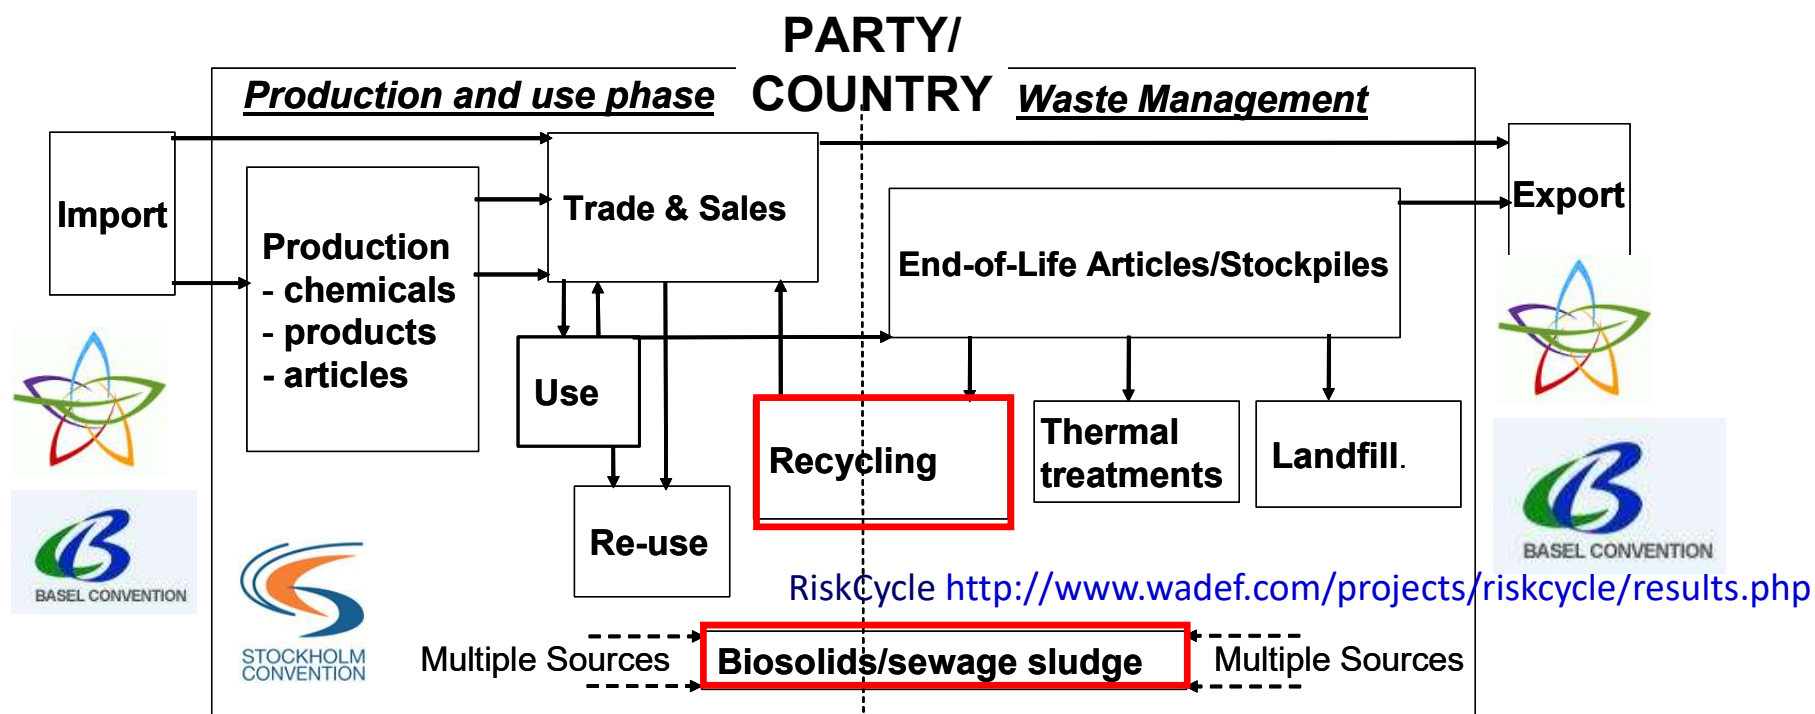 PARTY/
COUNTRY
Production and use phase
Waste Management
Import
Production
- chemicals
- products
- articles
Trade & Sales
End-of-Life Articles/Stockpiles
Export
Use
Re-use
Recycling
Thermal
treatments
Landfill.
BASEL CONVENTION
BASEL CONVENTION
STOCKHOLM
CONVENTION
RiskCycle http://www.wadef.com/projects/riskcycle/results.php
Multiple Sources
Biosolids/sewage sludge
Multiple Sources